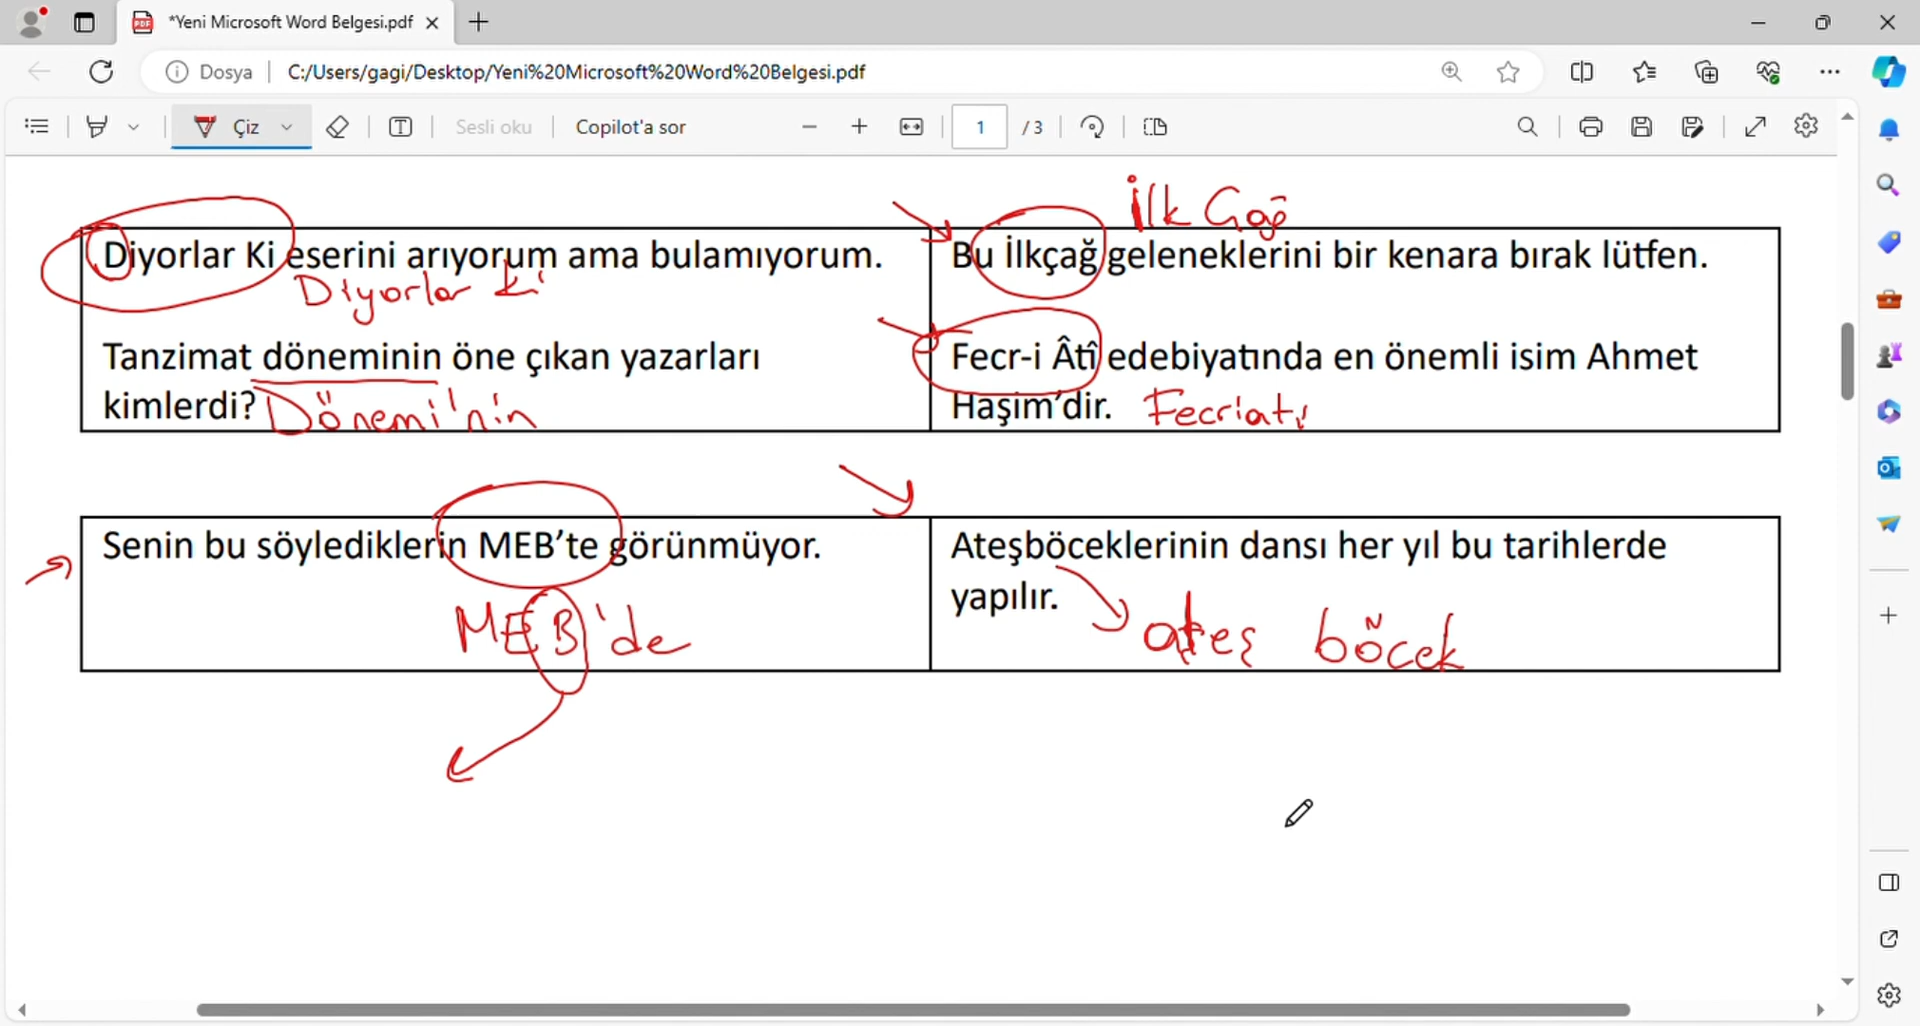 *Yeni Microsoft Word Belgesi.pdf
Dosya
C:/Users/gagi/Desktop/Yeni%20Microsoft%20Word%20Belgesi.pdf
Çiz
Sesli oku
Copilot'a sor
1 / 3
İlk Çağ
Diyorlar Ki eserini arıyorum ama bulamıyorum.
Diyorlar ki
Tanzimat döneminin öne çıkan yazarları
kimlerdi?
Dönemi'nin
Bu İlkçağ geleneklerini bir kenara bırak lütfen.
Fecr-i Âtî edebiyatında en önemli isim Ahmet
Haşim’dir.
Fecriati
Senin bu söylediklerin MEB’te görünmüyor.
MEB'de
Ateşböceklerinin dansı her yıl bu tarihlerde
yapılır.
ateş böcek